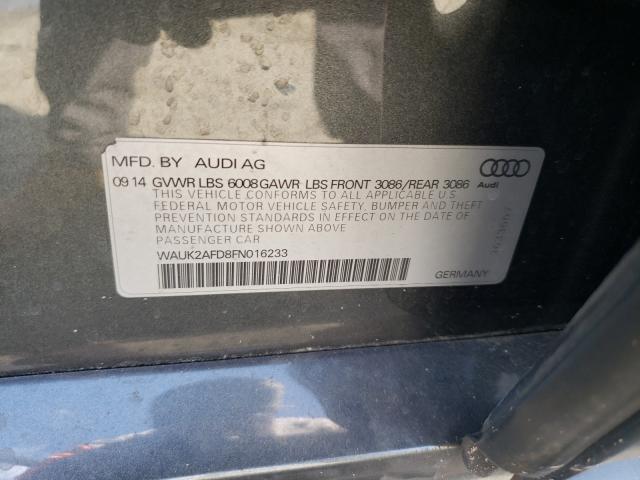 MFD. BY AUDI AG
09 14 GVWR LBS 6008 GAWR LBS FRONT 3086/REAR 3086
Audi
THIS VEHICLE CONFORMS TO ALL APPLICABLE U S
FEDERAL MOTOR VEHICLE SAFETY, BUMPER AND THEFT
PREVENTION STANDARDS IN EFFECT ON THE DATE OF
MANUFACTURE SHOWN ABOVE
PASSENGER CAR
WAUK2AFD8FN016233
GERMANY